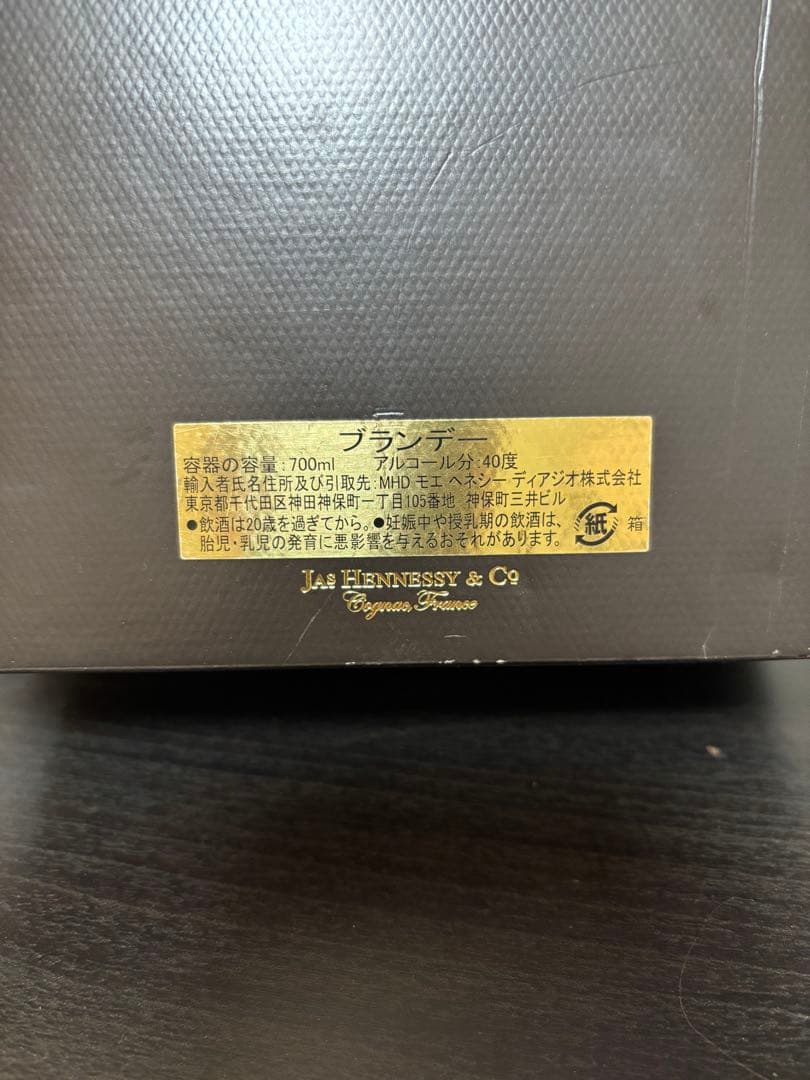 ブランデー
容器の容量:700ml アルコール分:40度
輸入者氏名住所及び引取先:MHD モエ ヘネシー ディアジオ株式会社
東京都千代田区神田神保町一丁目105番地 神保町三井ビル
●飲酒は20歳を過ぎてから。●妊娠中や授乳期の飲酒は、
胎児・乳児の発育に悪影響を与えるおそれがあります。
紙 箱
JAS HENNESSY & CO
Cognac, France